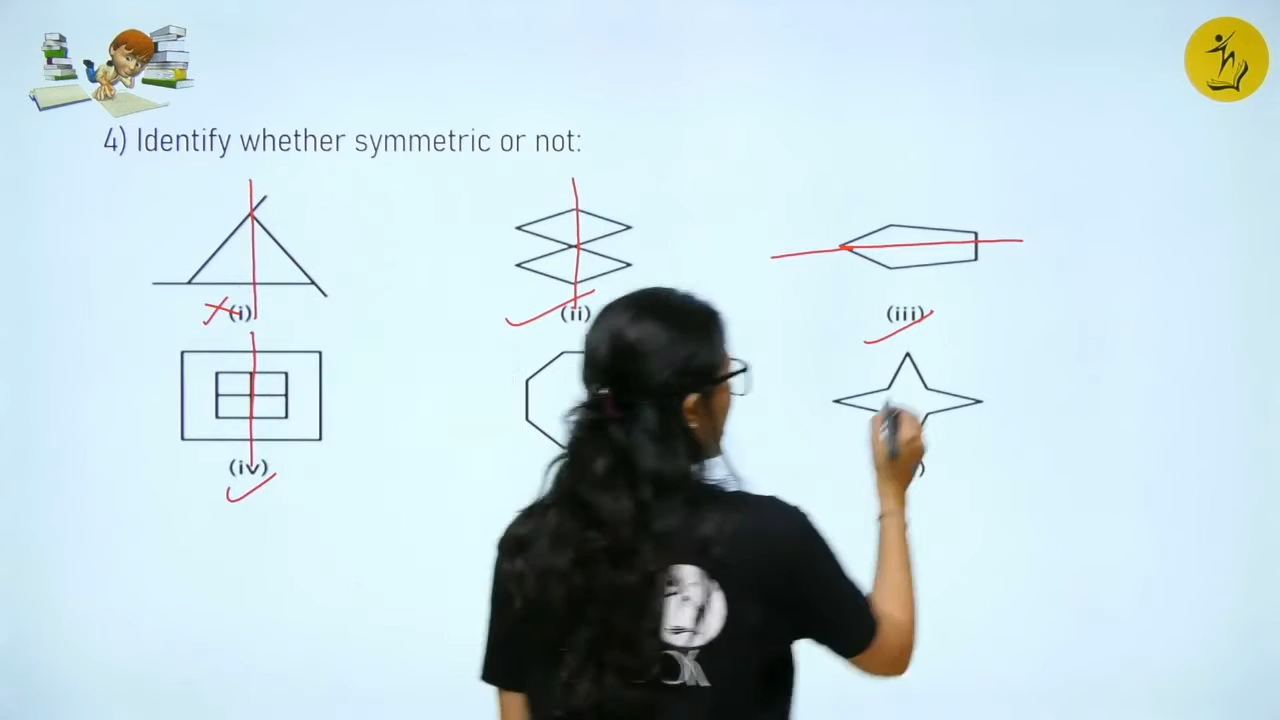 4) Identify whether symmetric or not:
(i)
(ii)
(iii)
(iv)